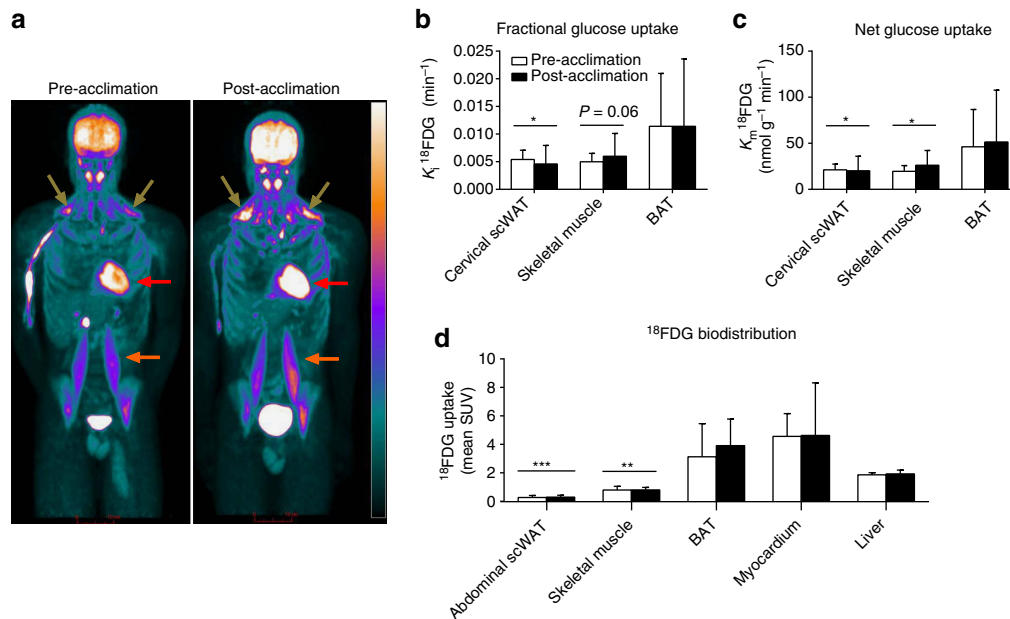 a
Pre-acclimation
Post-acclimation
b
Fractional glucose uptake
Pre-acclimation
Post-acclimation
Kᵢ ¹⁸FDG (min⁻¹)
0.025
0.020
0.015
0.010
0.005
0.000
*
P = 0.06
Cervical scWAT
Skeletal muscle
BAT
c
Net glucose uptake
Kₘ ¹⁸FDG
(nmol g⁻¹ min⁻¹)
150
100
50
0
*
*
Cervical scWAT
Skeletal muscle
BAT
d
¹⁸FDG biodistribution
¹⁸FDG uptake
(mean SUV)
10
8
6
4
2
0
***
**
Abdominal scWAT
Skeletal muscle
BAT
Myocardium
Liver